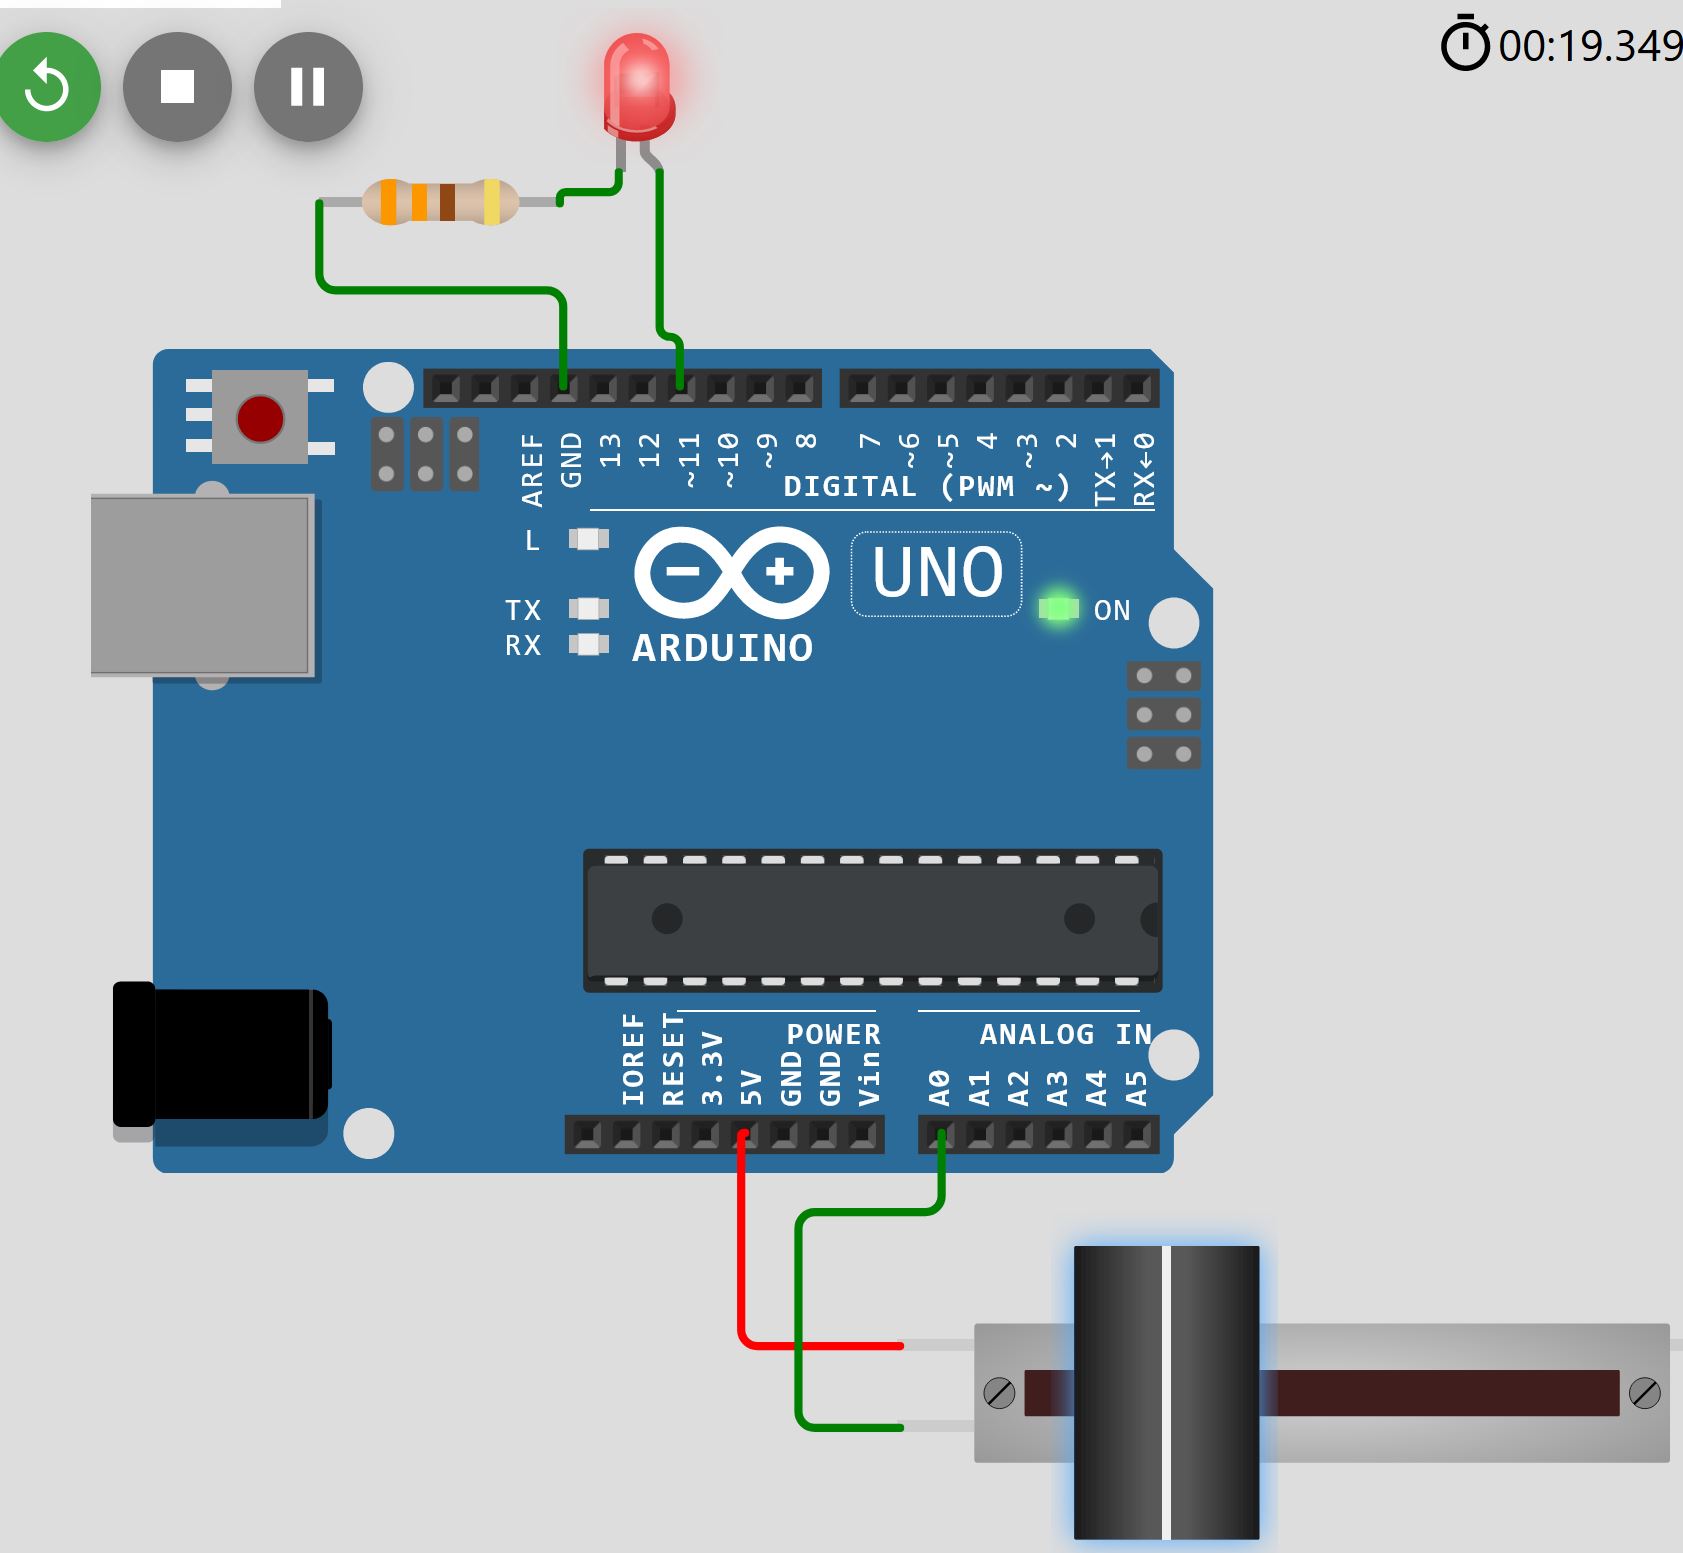 00:19.349
AREF
GND
13
12
~11
~10
~9
8
7
~6
~5
4
~3
2
TX→1
RX←0
DIGITAL (PWM ~)
L
TX
RX
UNO
ON
ARDUINO
POWER
ANALOG IN
IOREF
RESET
3.3V
5V
GND
GND
Vin
A0
A1
A2
A3
A4
A5